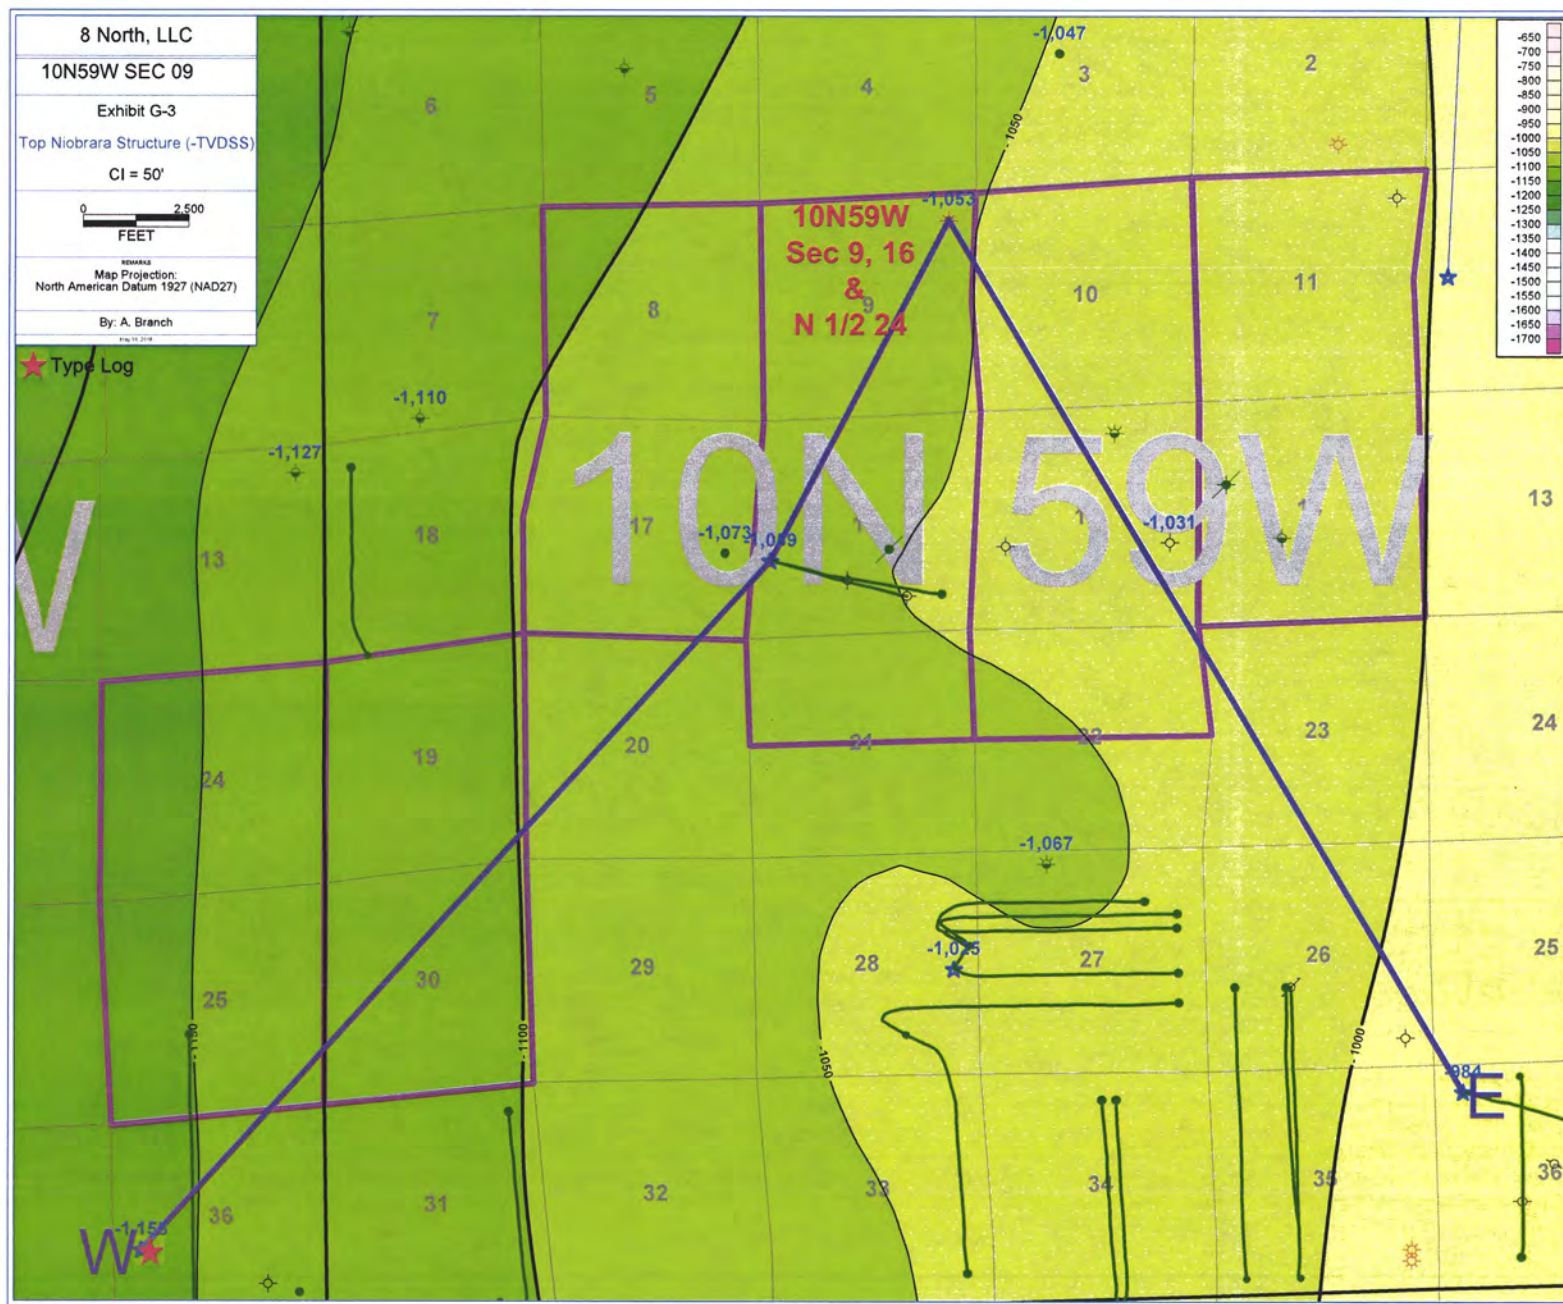 8 North, LLC
10N59W SEC 09
Exhibit G-3
Top Niobrara Structure (-TVDSS)
CI = 50'
0 2,500
FEET
REMARKS
Map Projection:
North American Datum 1927 (NAD27)
By: A. Branch
Type Log
-650
-700
-750
-800
-850
-900
-950
-1000
-1050
-1100
-1150
-1200
-1250
-1300
-1350
-1400
-1450
-1500
-1550
-1600
-1650
-1700
-1,047
6 5 4 3 2
-1050
-1,053
10N59W
Sec 9, 16
&
N 1/2 24
7 8 9 10 11
-1,110
-1,127
10N 59W
W
13 18 17 13
-1,073
-1,031
24 19 20 21 22 23 24
-1,067
25 30 29 28 27 26 25
-1150
-1100
-1050
-1000
-984
E
36 31 32 33 34 35 36
-1,155
W